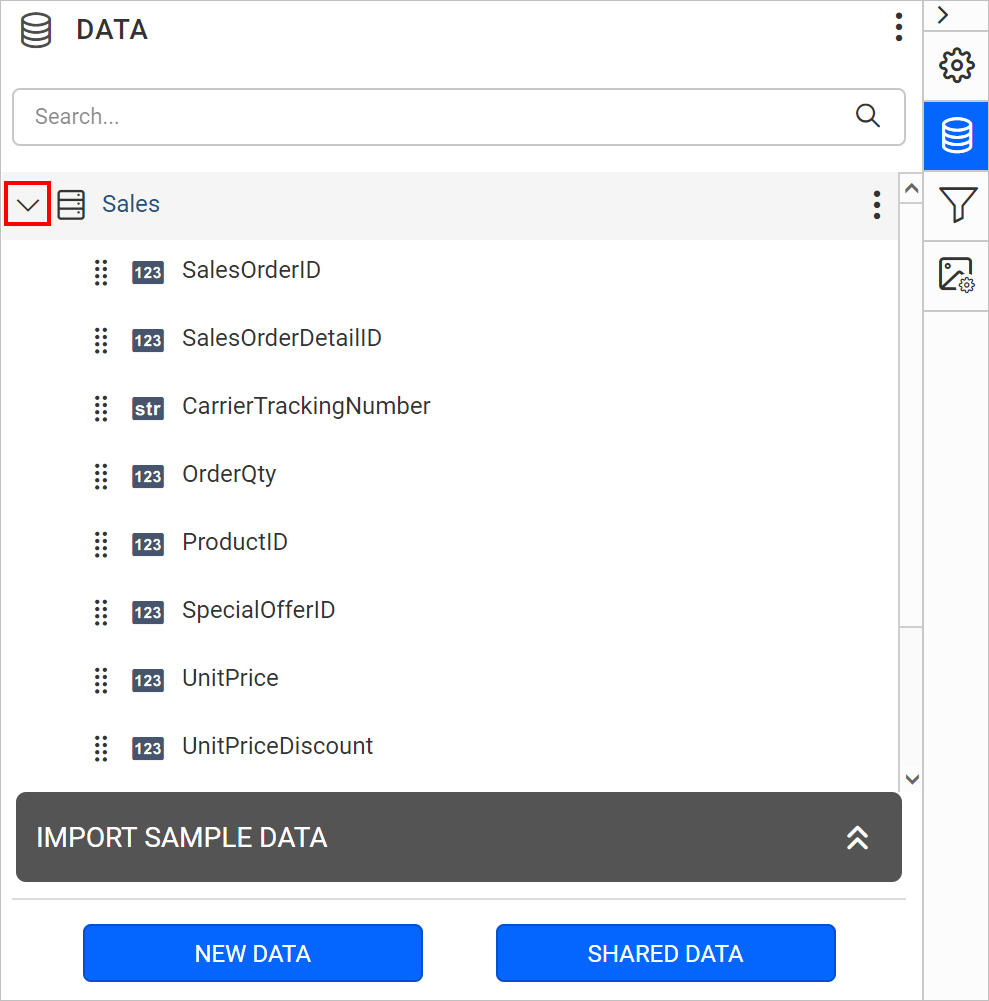 DATA
Search...
Sales
123 SalesOrderID
123 SalesOrderDetailID
str CarrierTrackingNumber
123 OrderQty
123 ProductID
123 SpecialOfferID
123 UnitPrice
123 UnitPriceDiscount
IMPORT SAMPLE DATA
NEW DATA SHARED DATA